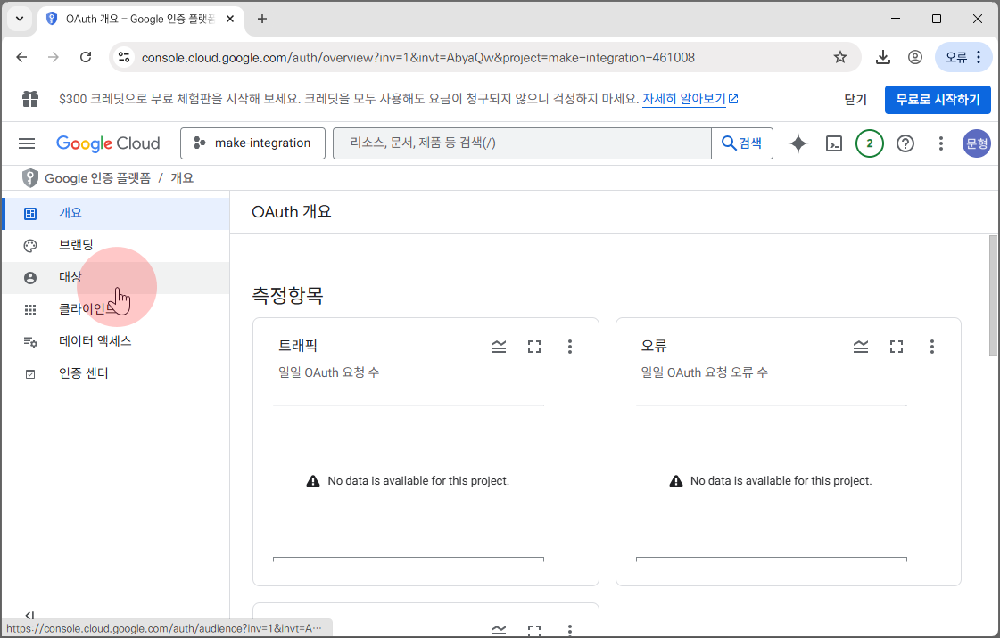 OAuth 개요 – Google 인증 플랫폼
console.cloud.google.com/auth/overview?inv=1&invt=AbyaQw&project=make-integration-461008
오류
$300 크레딧으로 무료 체험판을 시작해 보세요. 크레딧을 모두 사용해도 요금이 청구되지 않으니 걱정하지 마세요. 자세히 알아보기
닫기
무료로 시작하기
Google Cloud
make-integration
리소스, 문서, 제품 등 검색(/)
검색
2
문형
Google 인증 플랫폼 / 개요
개요
브랜딩
대상
클라이언트
데이터 액세스
인증 센터
OAuth 개요
측정항목
트래픽
일일 OAuth 요청 수
No data is available for this project.
오류
일일 OAuth 요청 오류 수
No data is available for this project.
https://console.cloud.google.com/auth/audience?inv=1&invt=A…